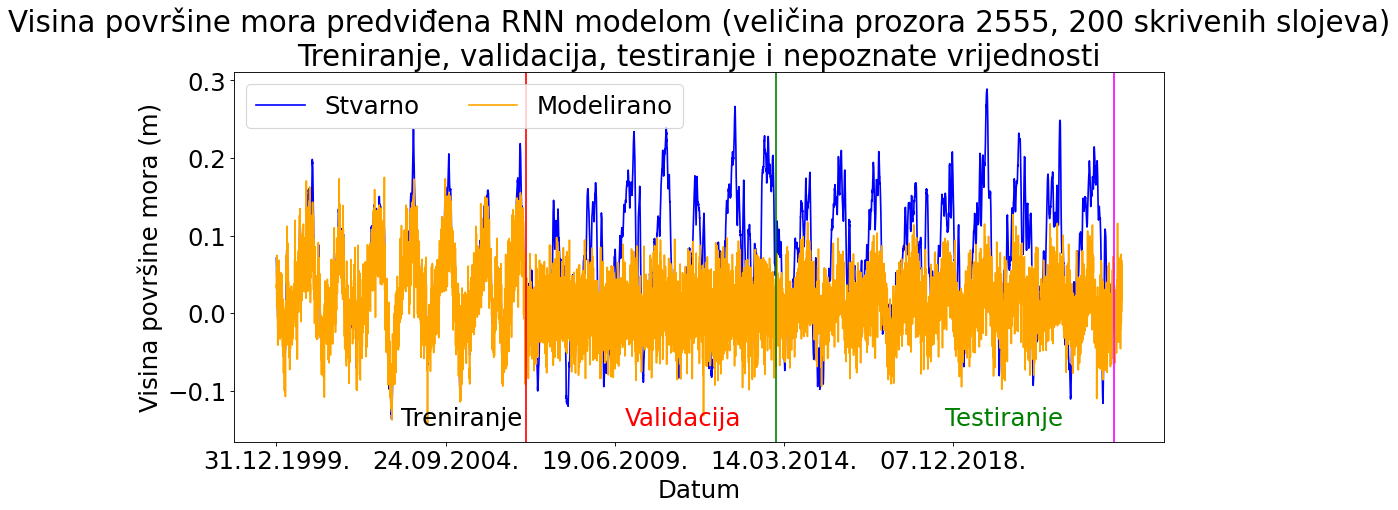 Visina površine mora predviđena RNN modelom (veličina prozora 2555, 200 skrivenih slojeva)
Treniranje, validacija, testiranje i nepoznate vrijednosti
Visina površine mora (m)
0.3
0.2
0.1
0.0
−0.1
Stvarno Modelirano
Treniranje Validacija Testiranje
31.12.1999. 24.09.2004. 19.06.2009. 14.03.2014. 07.12.2018.
Datum